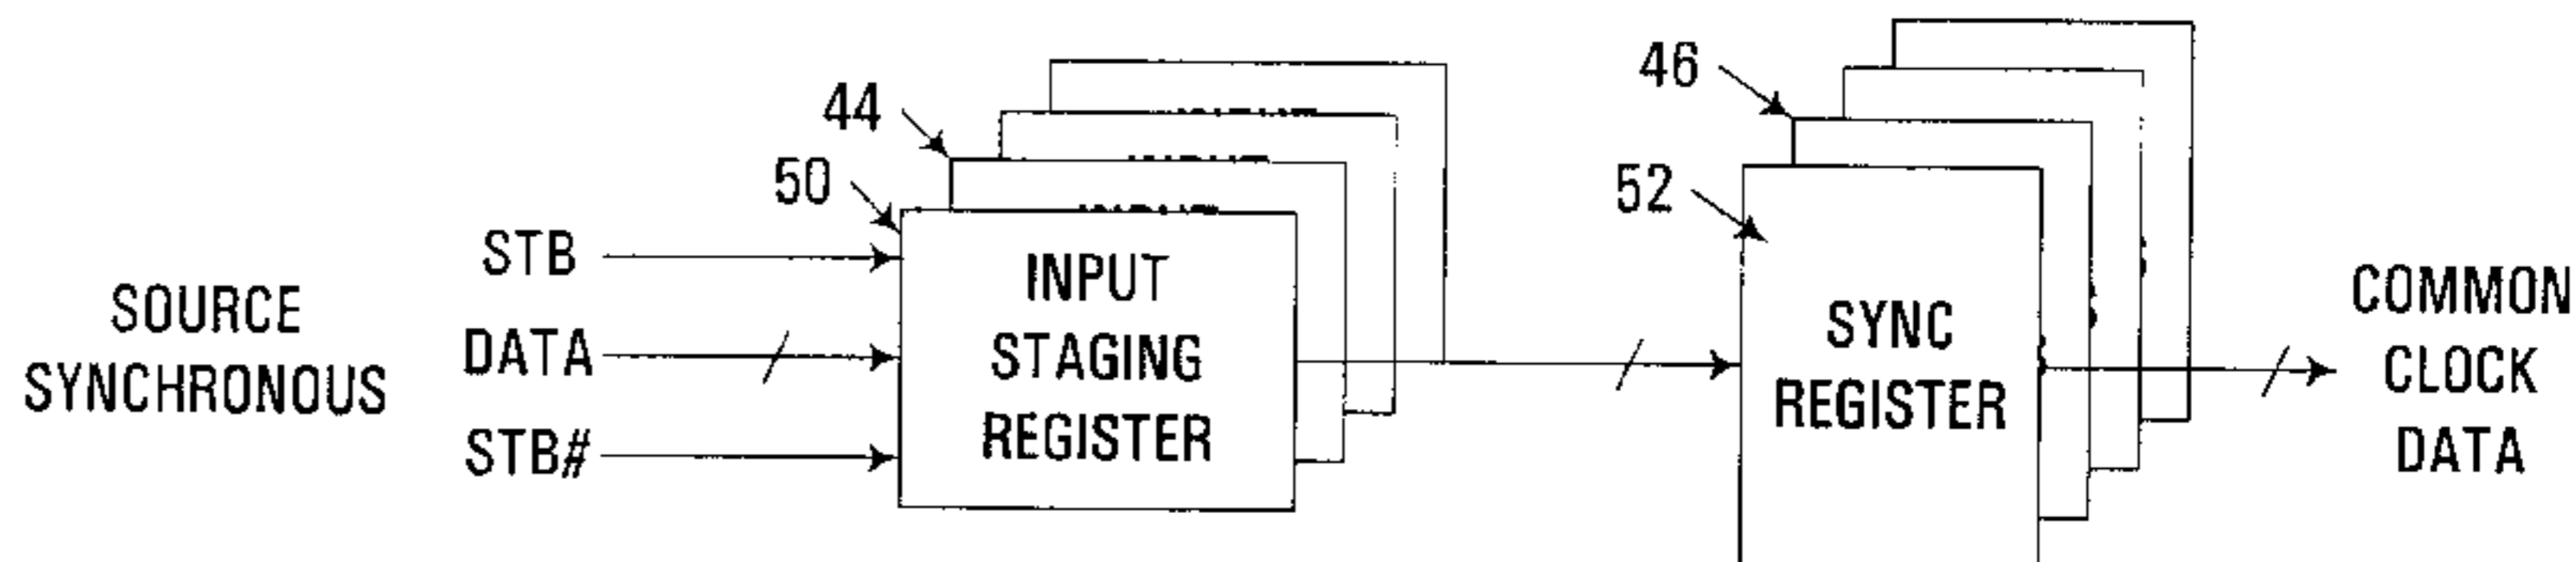 46
44
50
52
STB
INPUT
STAGING
REGISTER
SOURCE
SYNCHRONOUS
DATA
STB#
SYNC
REGISTER
COMMON
CLOCK
DATA